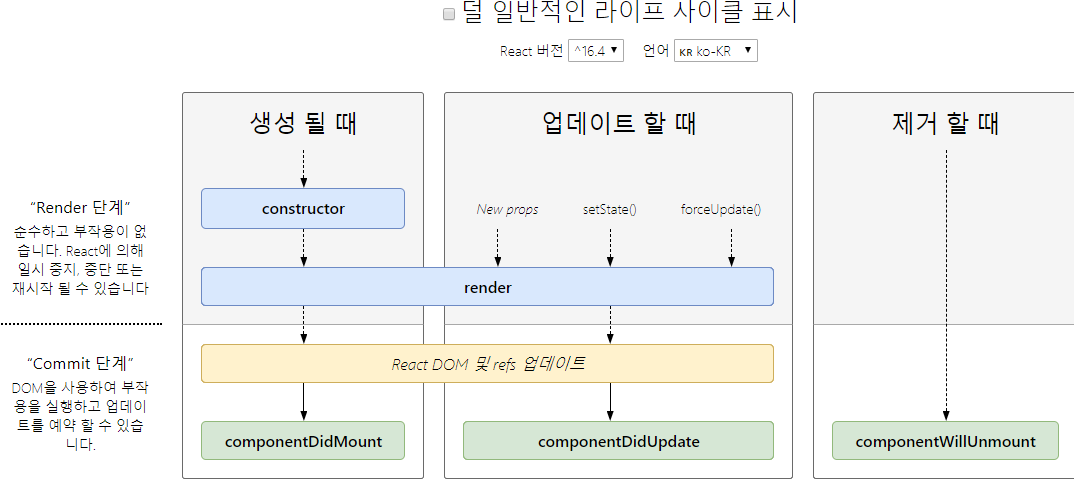 덜 일반적인 라이프 사이클 표시
React 버전 ^16.4 언어 KR ko-KR
생성 될 때
업데이트 할 때
제거 할 때
“Render 단계”
순수하고 부작용이 없
습니다. React에 의해
일시 중지, 중단 또는
재시작 될 수 있습니다
constructor
New props
setState()
forceUpdate()
render
“Commit 단계”
DOM을 사용하여 부작
용을 실행하고 업데이
트를 예약 할 수 있습
니다.
React DOM 및 refs 업데이트
componentDidMount
componentDidUpdate
componentWillUnmount